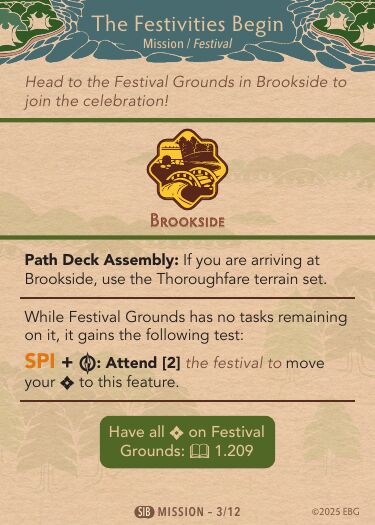 The Festivities Begin
Mission / Festival
Head to the Festival Grounds in Brookside to
join the celebration!
BROOKSIDE
Path Deck Assembly: If you are arriving at
Brookside, use the Thoroughfare terrain set.
While Festival Grounds has no tasks remaining
on it, it gains the following test:
SPI + : Attend [2] the festival to move
your to this feature.
Have all on Festival
Grounds: 1.209
SIB MISSION – 3/12
©2025 EBG